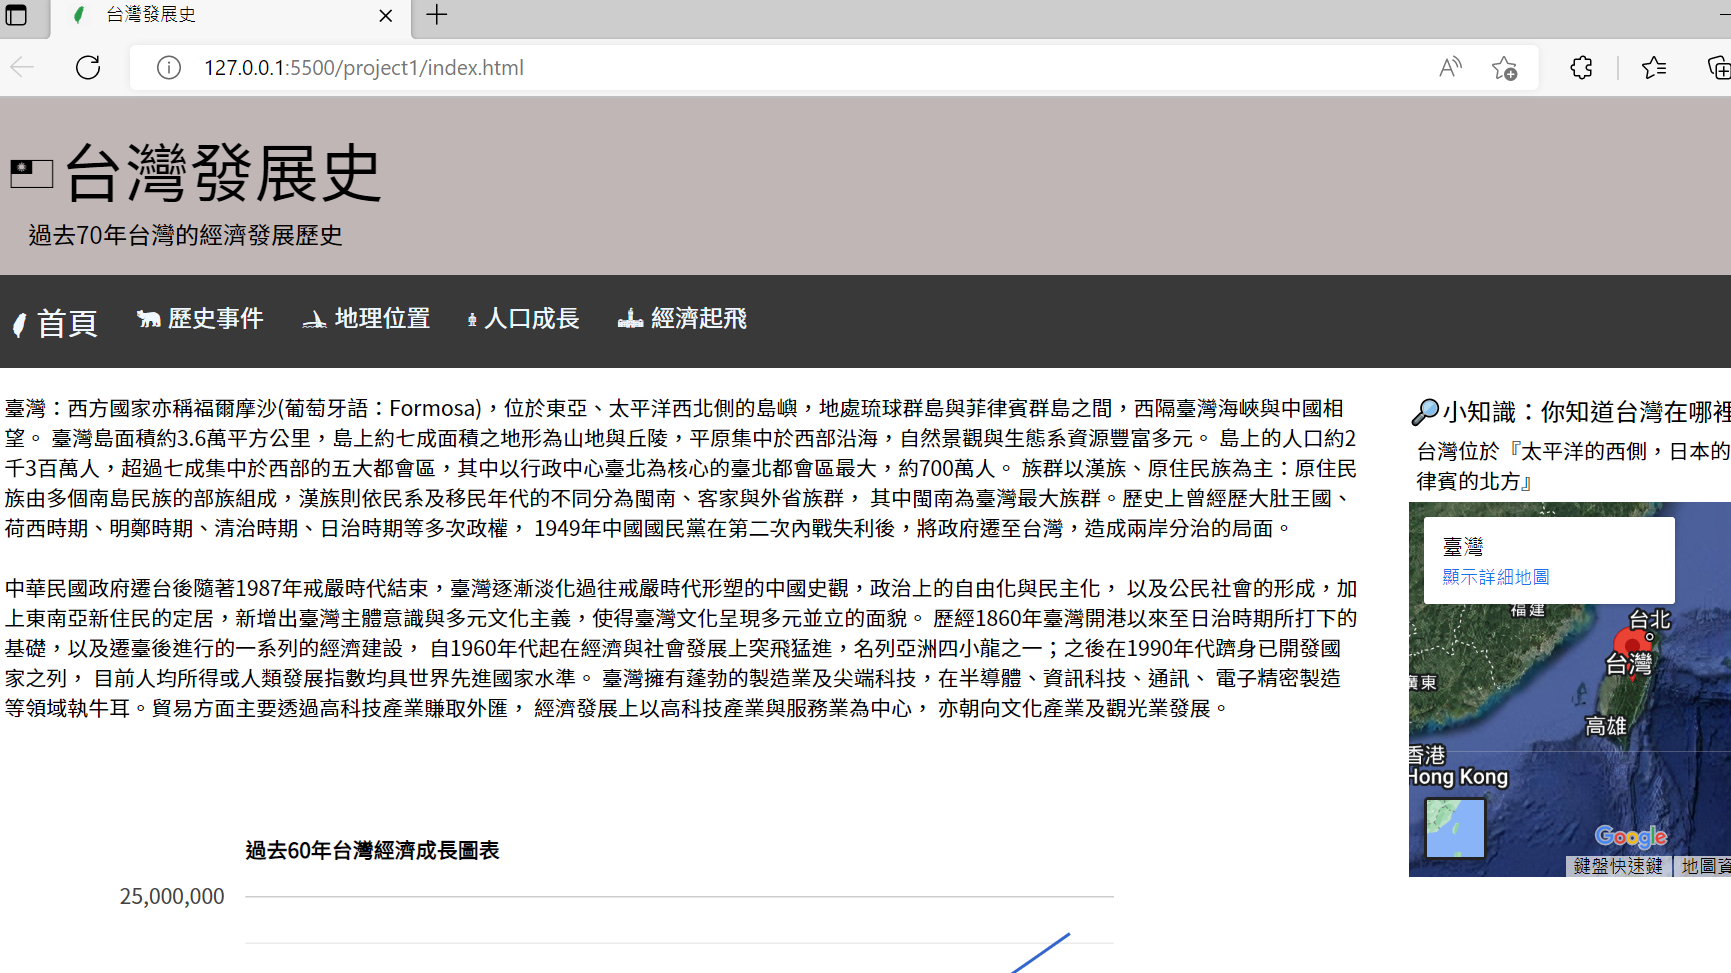 台灣發展史
127.0.0.1:5500/project1/index.html
台灣發展史
過去70年台灣的經濟發展歷史
首頁 歷史事件 地理位置 人口成長 經濟起飛
臺灣：西方國家亦稱福爾摩沙(葡萄牙語：Formosa)，位於東亞、太平洋西北側的島嶼，地處琉球群島與菲律賓群島之間，西隔臺灣海峽與中國相
望。 臺灣島面積約3.6萬平方公里，島上約七成面積之地形為山地與丘陵，平原集中於西部沿海，自然景觀與生態系資源豐富多元。 島上的人口約2
千3百萬人，超過七成集中於西部的五大都會區，其中以行政中心臺北為核心的臺北都會區最大，約700萬人。 族群以漢族、原住民族為主：原住民
族由多個南島民族的部族組成，漢族則依民系及移民年代的不同分為閩南、客家與外省族群， 其中閩南為臺灣最大族群。歷史上曾經歷大肚王國、
荷西時期、明鄭時期、清治時期、日治時期等多次政權， 1949年中國國民黨在第二次內戰失利後，將政府遷至台灣，造成兩岸分治的局面。
中華民國政府遷台後隨著1987年戒嚴時代結束，臺灣逐漸淡化過往戒嚴時代形塑的中國史觀，政治上的自由化與民主化， 以及公民社會的形成，加
上東南亞新住民的定居，新增出臺灣主體意識與多元文化主義，使得臺灣文化呈現多元並立的面貌。 歷經1860年臺灣開港以來至日治時期所打下的
基礎，以及遷臺後進行的一系列的經濟建設， 自1960年代起在經濟與社會發展上突飛猛進，名列亞洲四小龍之一；之後在1990年代躋身已開發國
家之列， 目前人均所得或人類發展指數均具世界先進國家水準。 臺灣擁有蓬勃的製造業及尖端科技，在半導體、資訊科技、通訊、 電子精密製造
等領域執牛耳。貿易方面主要透過高科技產業賺取外匯， 經濟發展上以高科技產業與服務業為中心， 亦朝向文化產業及觀光業發展。
過去60年台灣經濟成長圖表
25,000,000
小知識：你知道台灣在哪裡
台灣位於『太平洋的西側，日本的
律賓的北方』
臺灣
顯示詳細地圖
福建
台北
台灣
廣東
高雄
香港
Hong Kong
Google
鍵盤快速鍵 地圖資